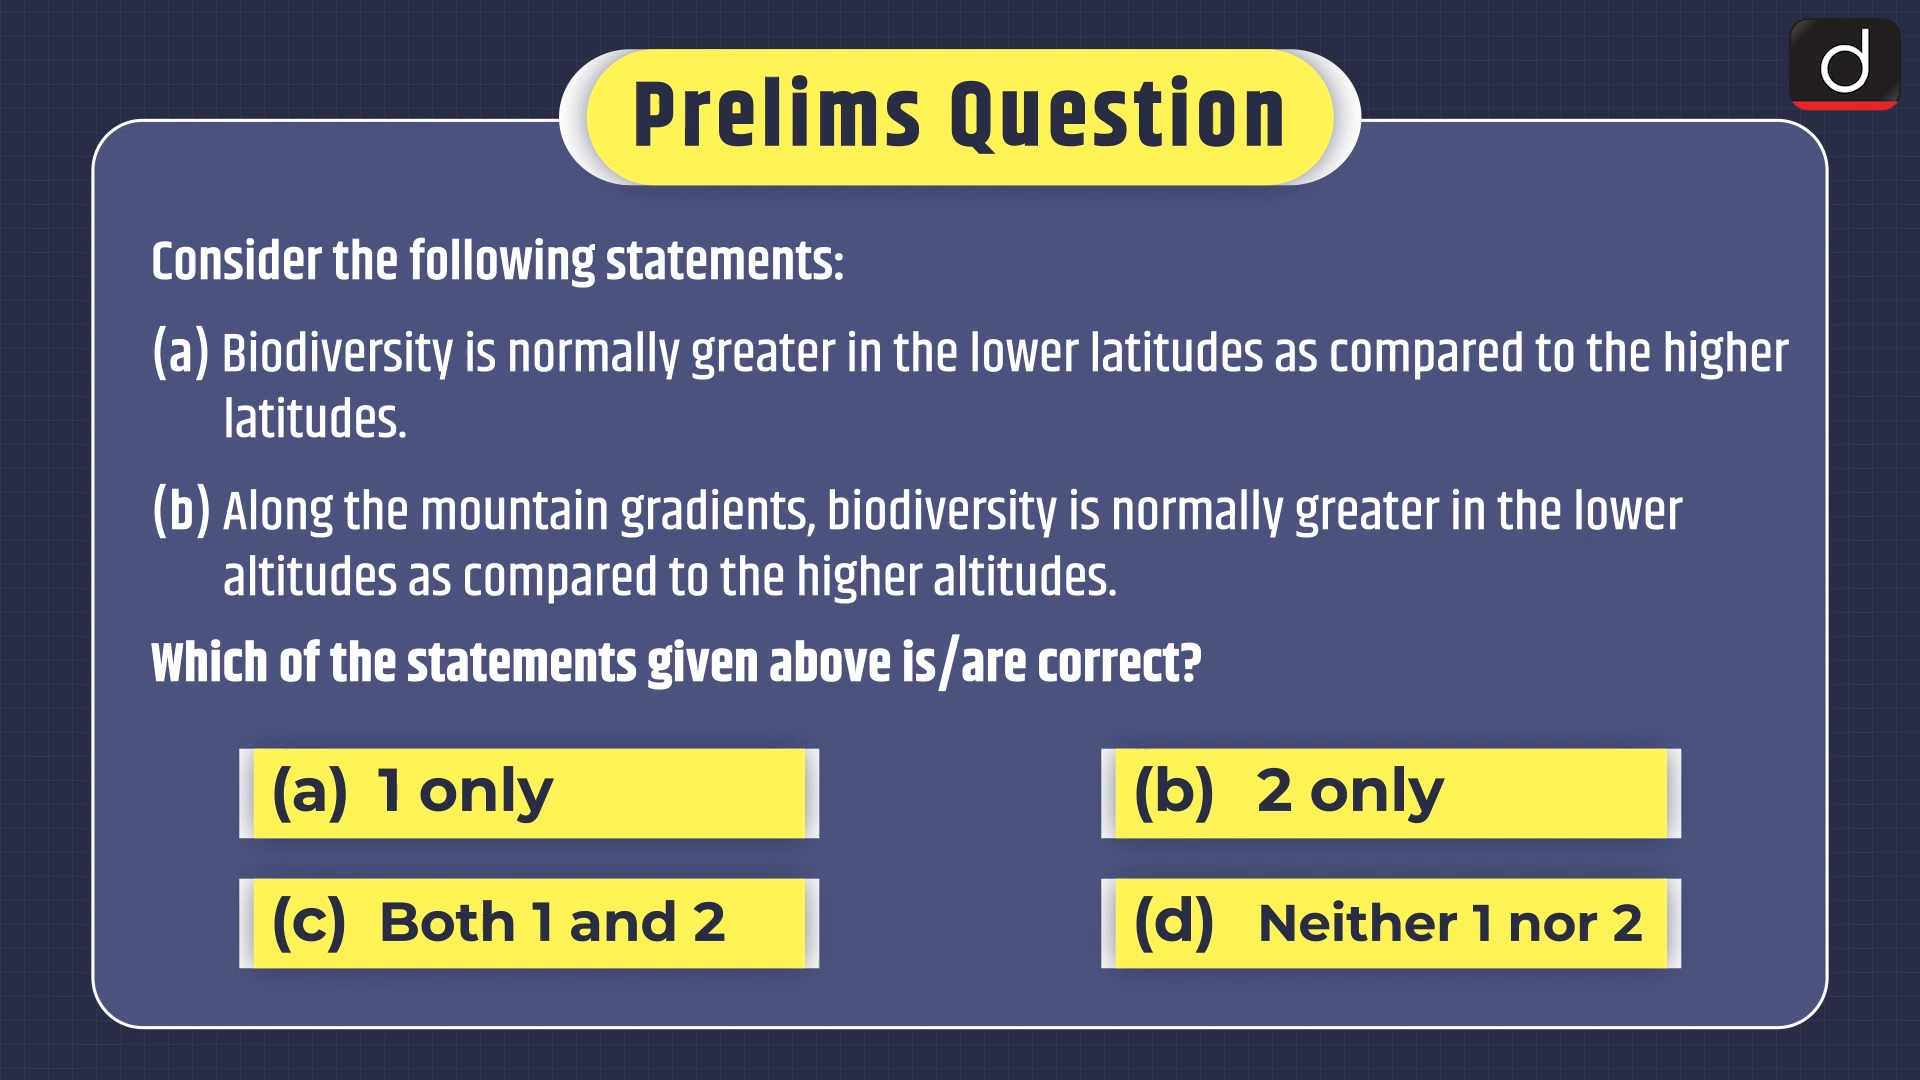 d
Prelims Question
Consider the following statements:
(a) Biodiversity is normally greater in the lower latitudes as compared to the higher
latitudes.
(b) Along the mountain gradients, biodiversity is normally greater in the lower
altitudes as compared to the higher altitudes.
Which of the statements given above is/are correct?
(a) 1 only
(b) 2 only
(c) Both 1 and 2
(d) Neither 1 nor 2